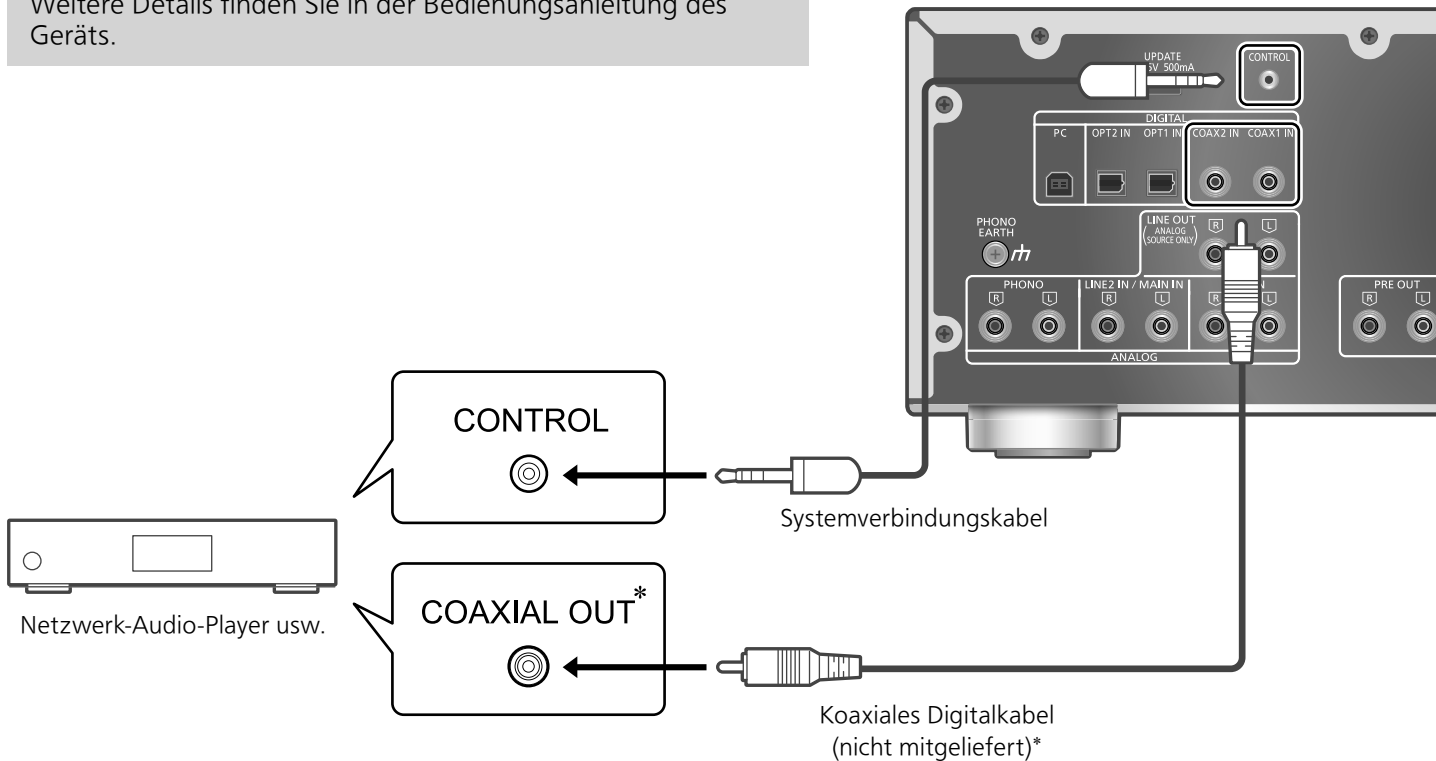 Weitere Details finden Sie in der Bedienungsanleitung des
Geräts.
UPDATE
5V 500mA
CONTROL
DIGITAL
PC
OPT2 IN
OPT1 IN
COAX2 IN
COAX1 IN
PHONO
EARTH
LINE OUT
(ANALOG
SOURCE ONLY)
R
L
PHONO
LINE2 IN / MAIN IN
PRE OUT
R
L
R
L
R
L
R
L
ANALOG
CONTROL
Systemverbindungskabel
COAXIAL OUT*
Netzwerk-Audio-Player usw.
Koaxiales Digitalkabel
(nicht mitgeliefert)*